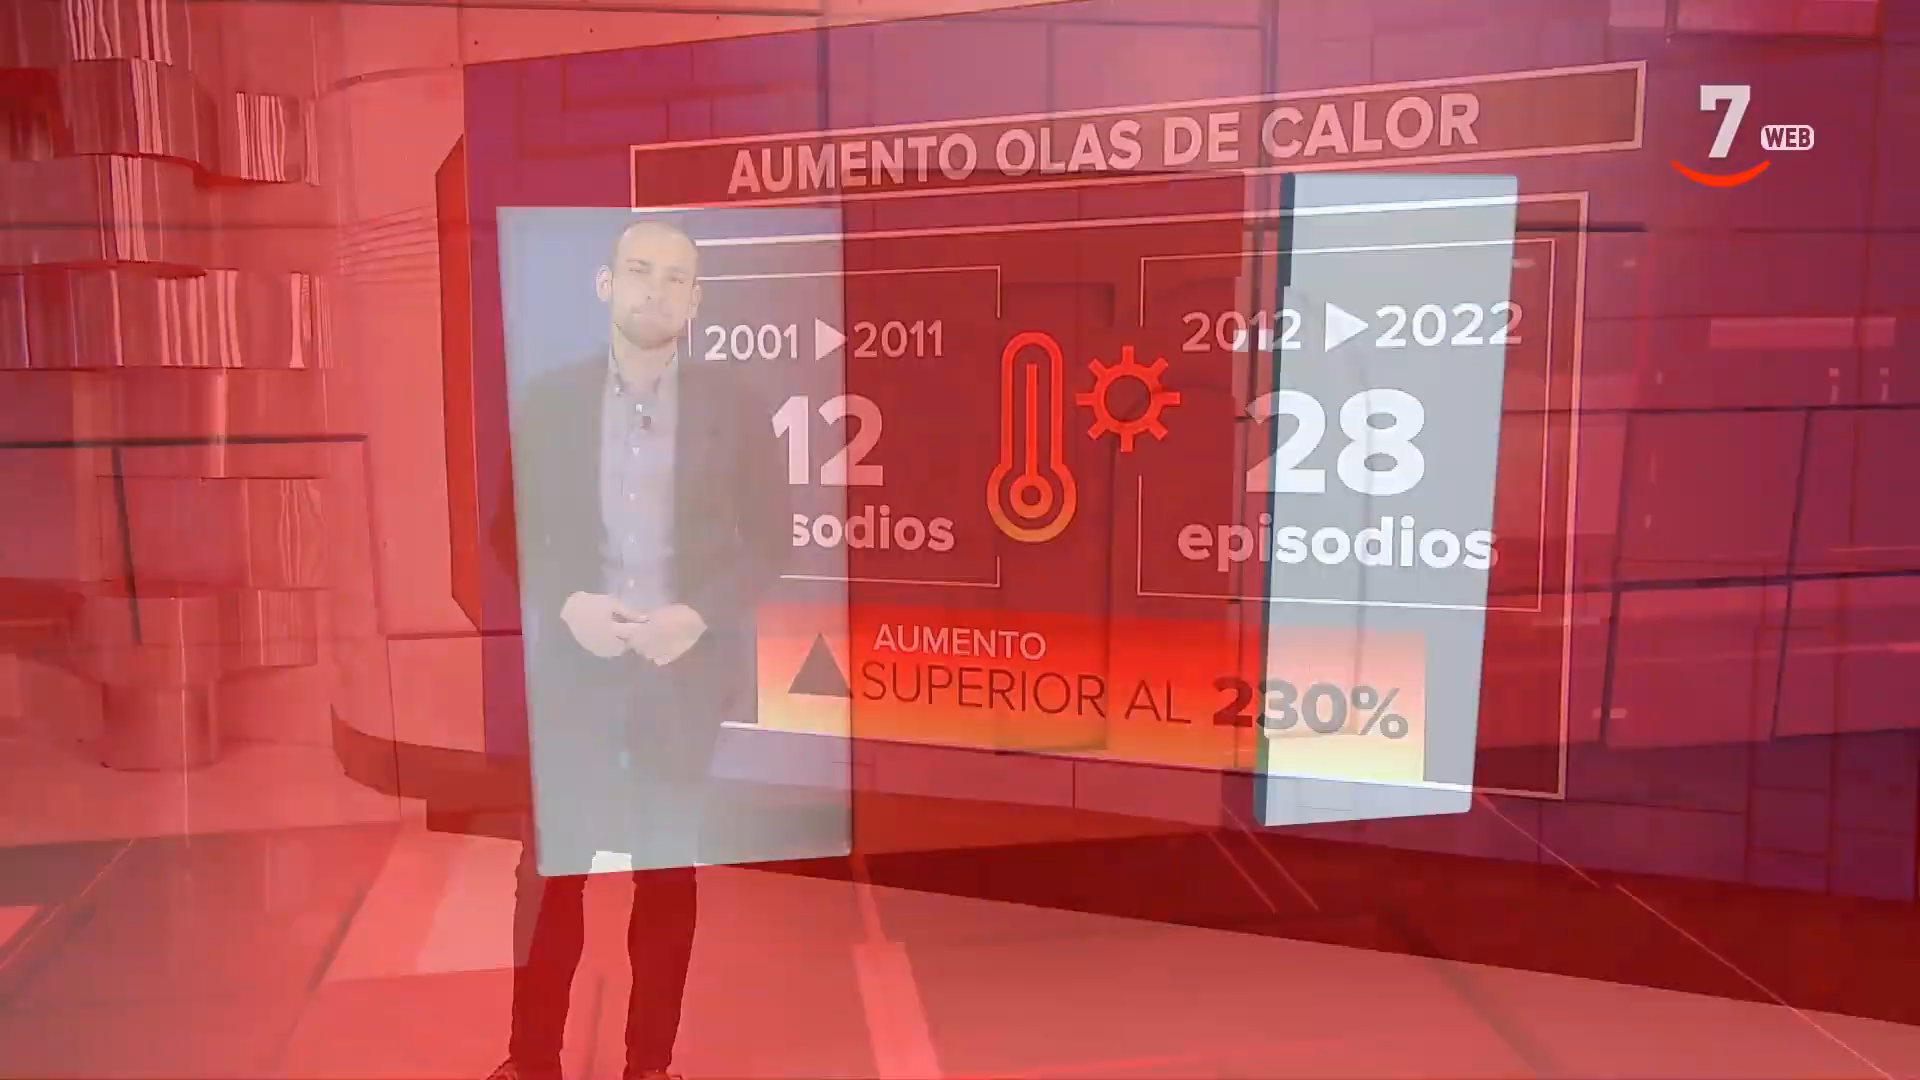 AUMENTO OLAS DE CALOR
7 WEB
2001 ▶ 2011
12
sodios
2012 ▶ 2022
28
episodios
AUMENTO
SUPERIOR AL 230%